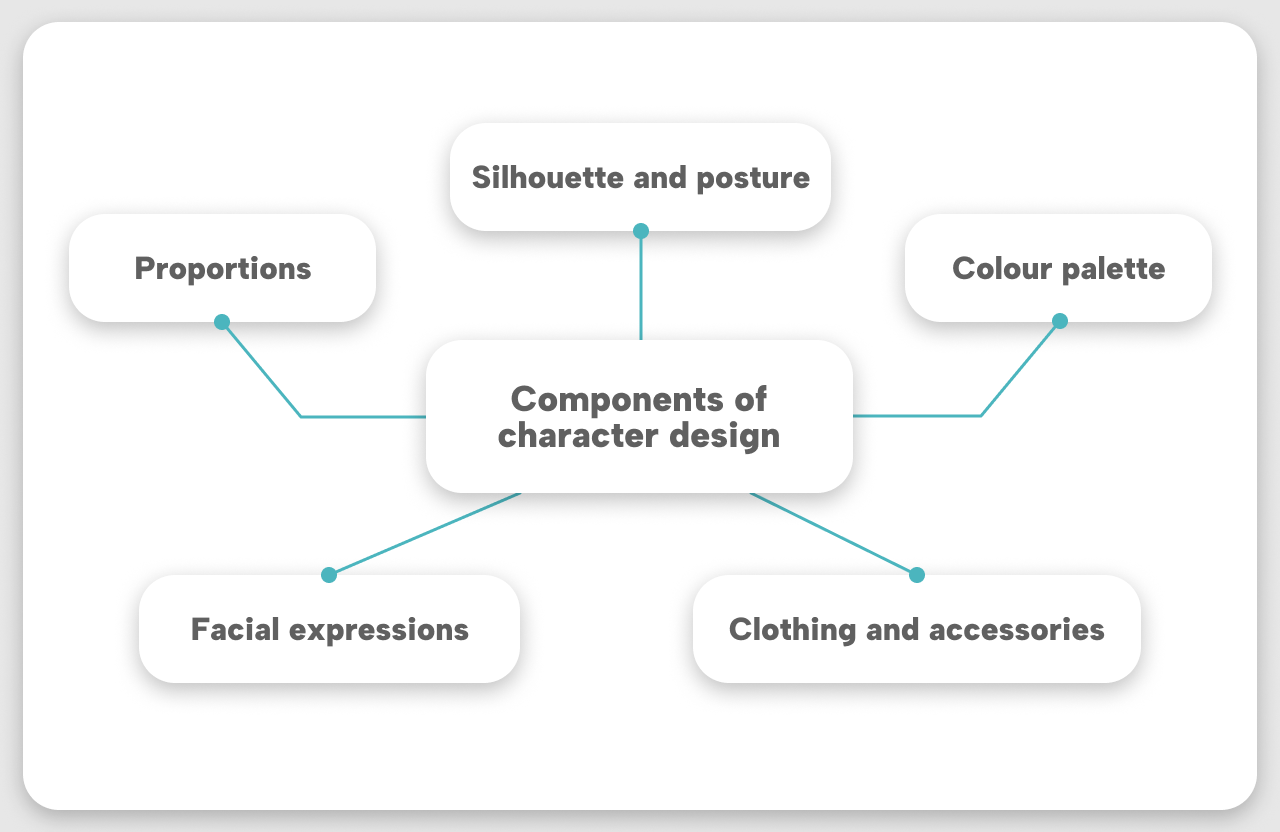 Silhouette and posture
Proportions
Colour palette
Components of
character design
Facial expressions
Clothing and accessories